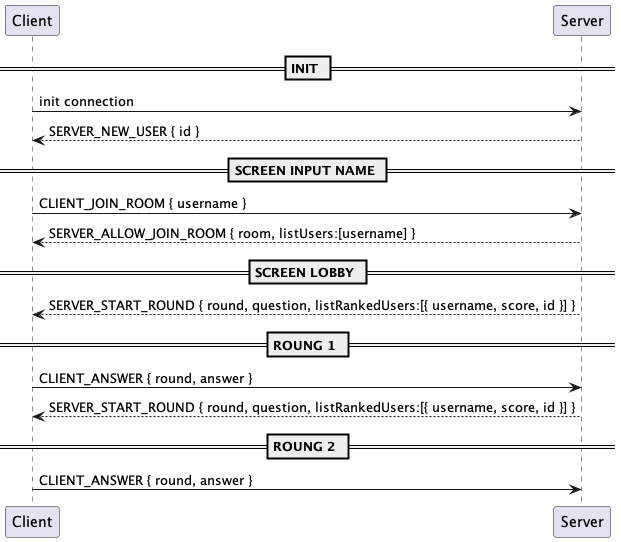 Client Server
INIT
init connection
SERVER_NEW_USER { id }
SCREEN INPUT NAME
CLIENT_JOIN_ROOM { username }
SERVER_ALLOW_JOIN_ROOM { room, listUsers:[username] }
SCREEN LOBBY
SERVER_START_ROUND { round, question, listRankedUsers:[{ username, score, id }] }
ROUNG 1
CLIENT_ANSWER { round, answer }
SERVER_START_ROUND { round, question, listRankedUsers:[{ username, score, id }] }
ROUNG 2
CLIENT_ANSWER { round, answer }
Client Server